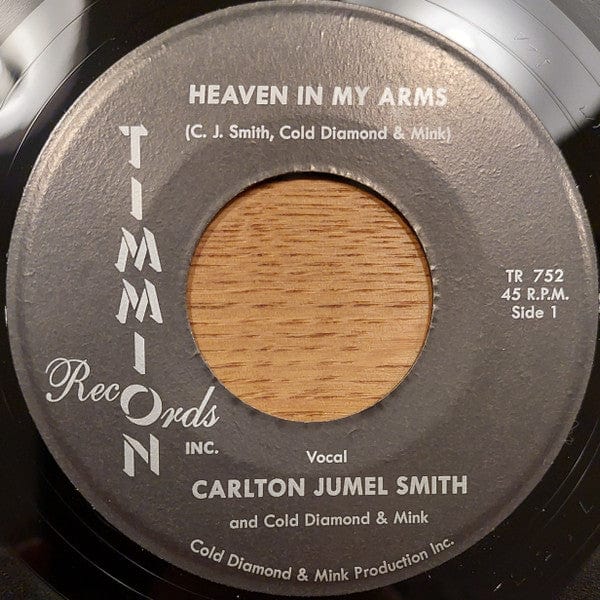 HEAVEN IN MY ARMS
(C. J. Smith, Cold Diamond & Mink)
TIMMION
Records
INC.
TR 752
45 R.P.M.
Side 1
Vocal
CARLTON JUMEL SMITH
and Cold Diamond & Mink
Cold Diamond & Mink Production Inc.